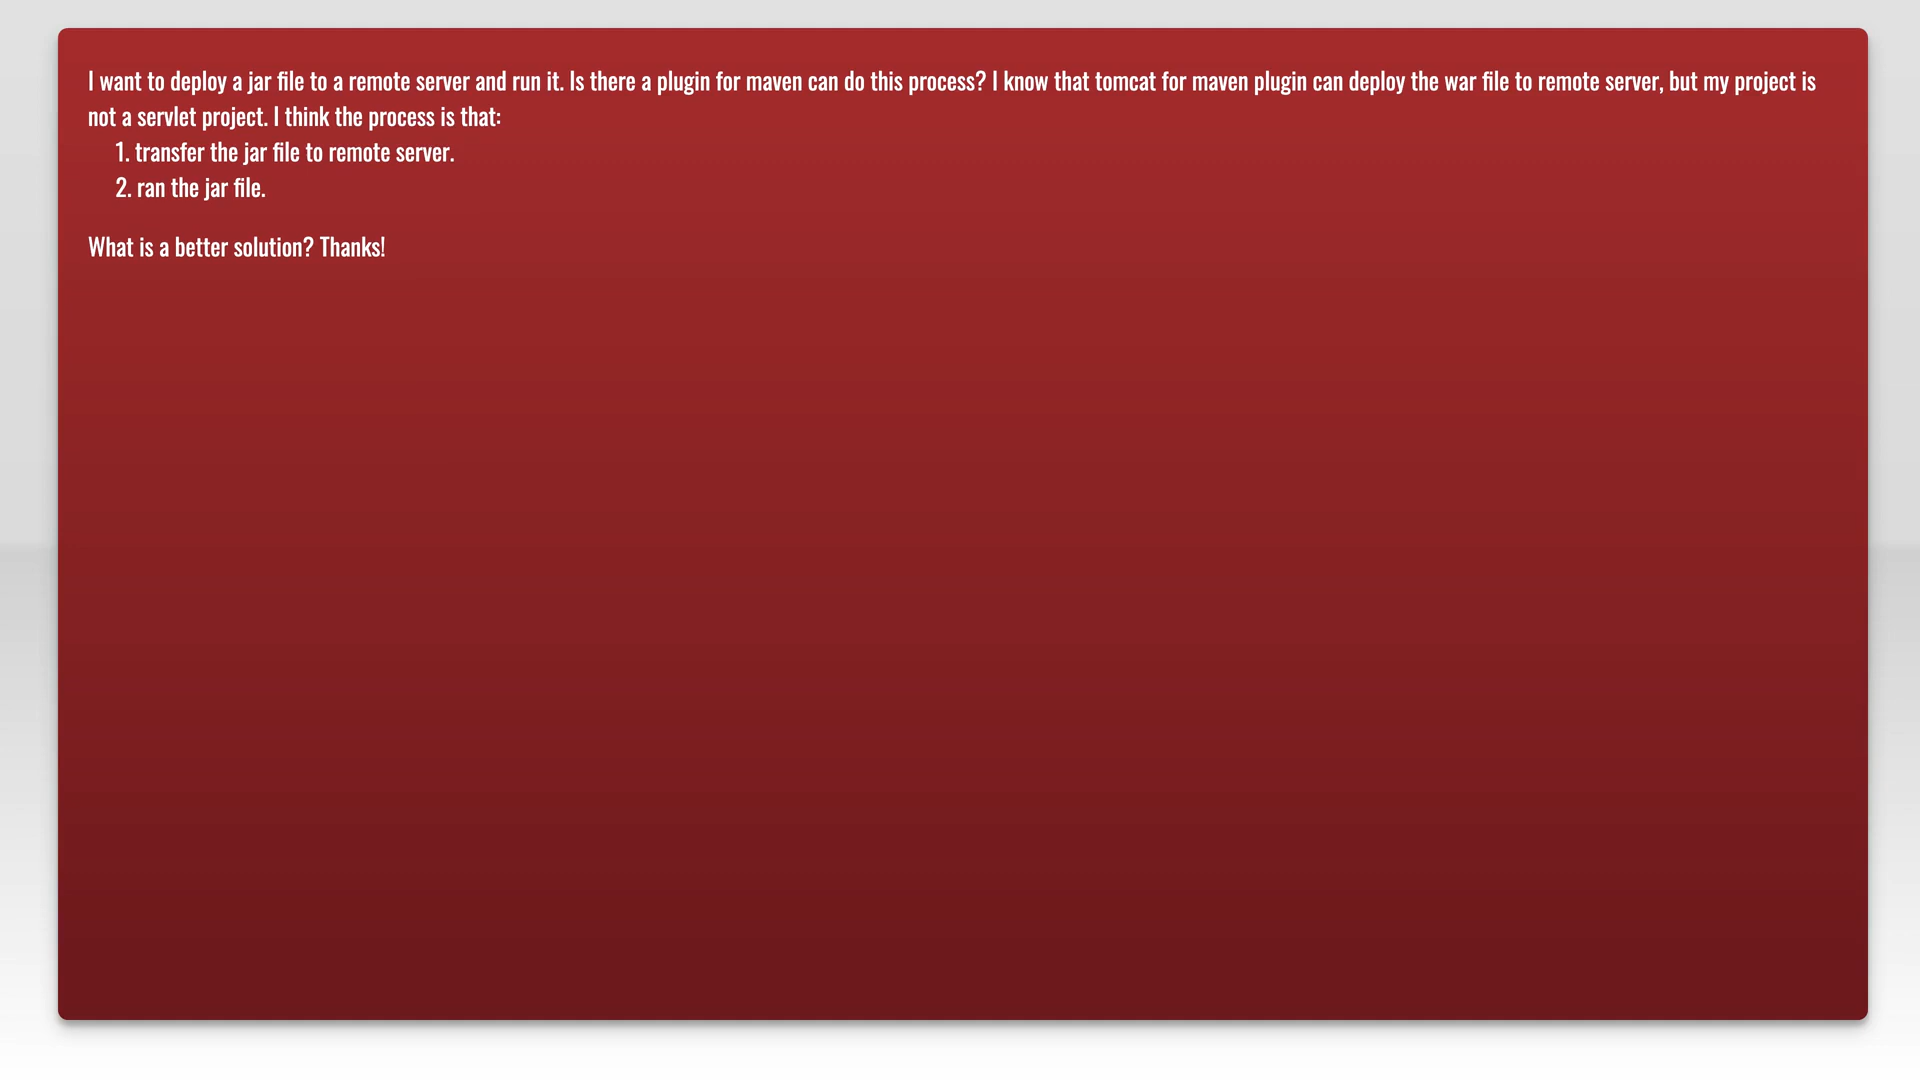 I want to deploy a jar file to a remote server and run it. Is there a plugin for maven can do this process? I know that tomcat for maven plugin can deploy the war file to remote server, but my project is
not a servlet project. I think the process is that:
1. transfer the jar file to remote server.
2. ran the jar file.
What is a better solution? Thanks!